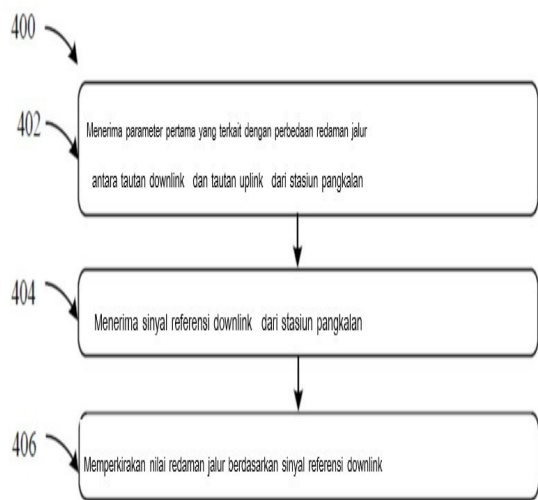 400
402
Menerima parameter pertama yang terkait dengan perbedaan redaman jalur
antara tautan downlink dan tautan uplink dari stasiun pangkalan
404
Menerima sinyal referensi downlink dari stasiun pangkalan
406
Memperkirakan nilai redaman jalur berdasarkan sinyal referensi downlink